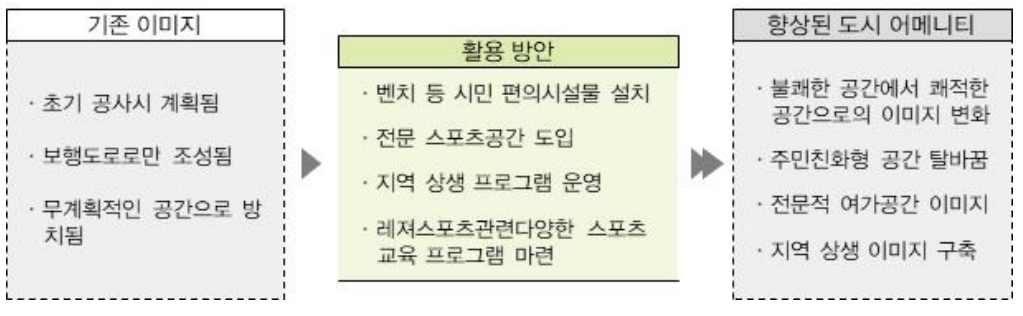 기존 이미지
· 초기 공사시 계획됨
· 보행도로로만 조성됨
· 무계획적인 공간으로 방
치됨
활용 방안
· 벤치 등 시민 편의시설물 설치
· 전문 스포츠공간 도입
· 지역 상생 프로그램 운영
· 레져스포츠관련다양한 스포츠
교육 프로그램 마련
향상된 도시 어메니티
· 불쾌한 공간에서 쾌적한
공간으로의 이미지 변화
· 주민친화형 공간 탈바꿈
· 전문적 여가공간 이미지
· 지역 상생 이미지 구축